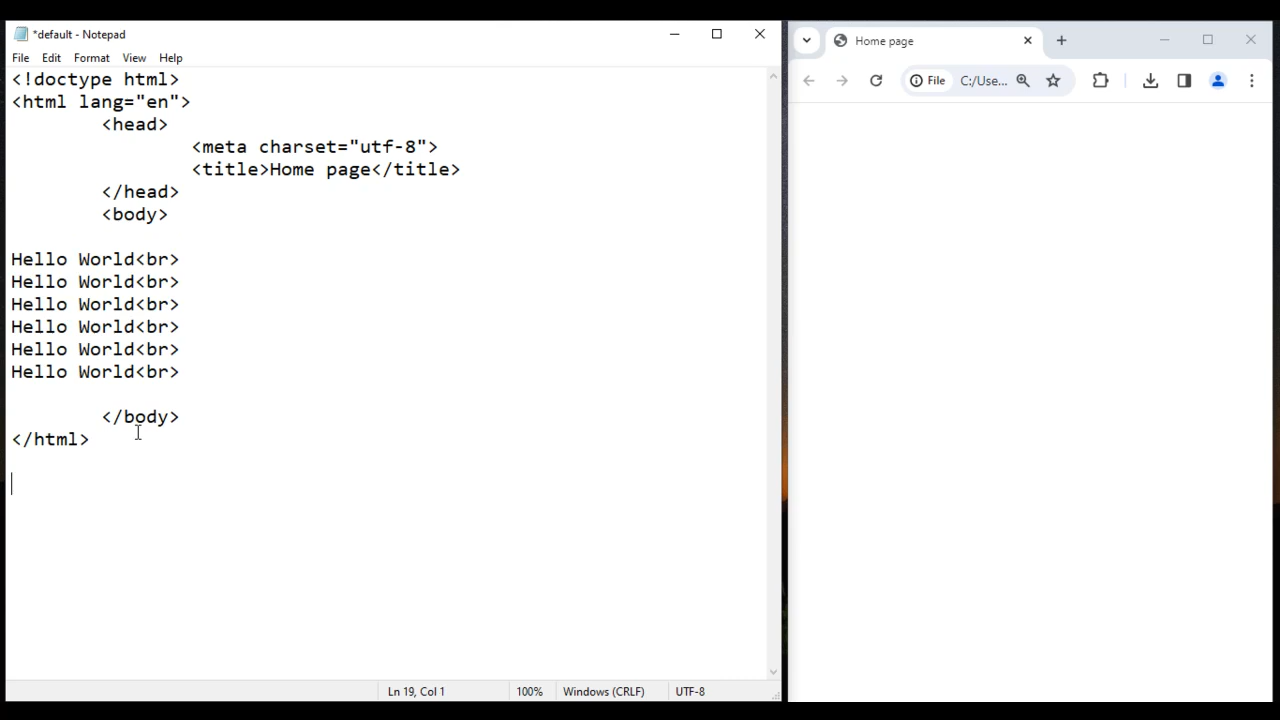 *default - Notepad
File Edit Format View Help
<!doctype html>
<html lang="en">
<head>
<meta charset="utf-8">
<title>Home page</title>
</head>
<body>
Hello World<br>
Hello World<br>
Hello World<br>
Hello World<br>
Hello World<br>
Hello World<br>
</body>
</html>
Ln 19, Col 1 100% Windows (CRLF) UTF-8
Home page
File C:/Use...